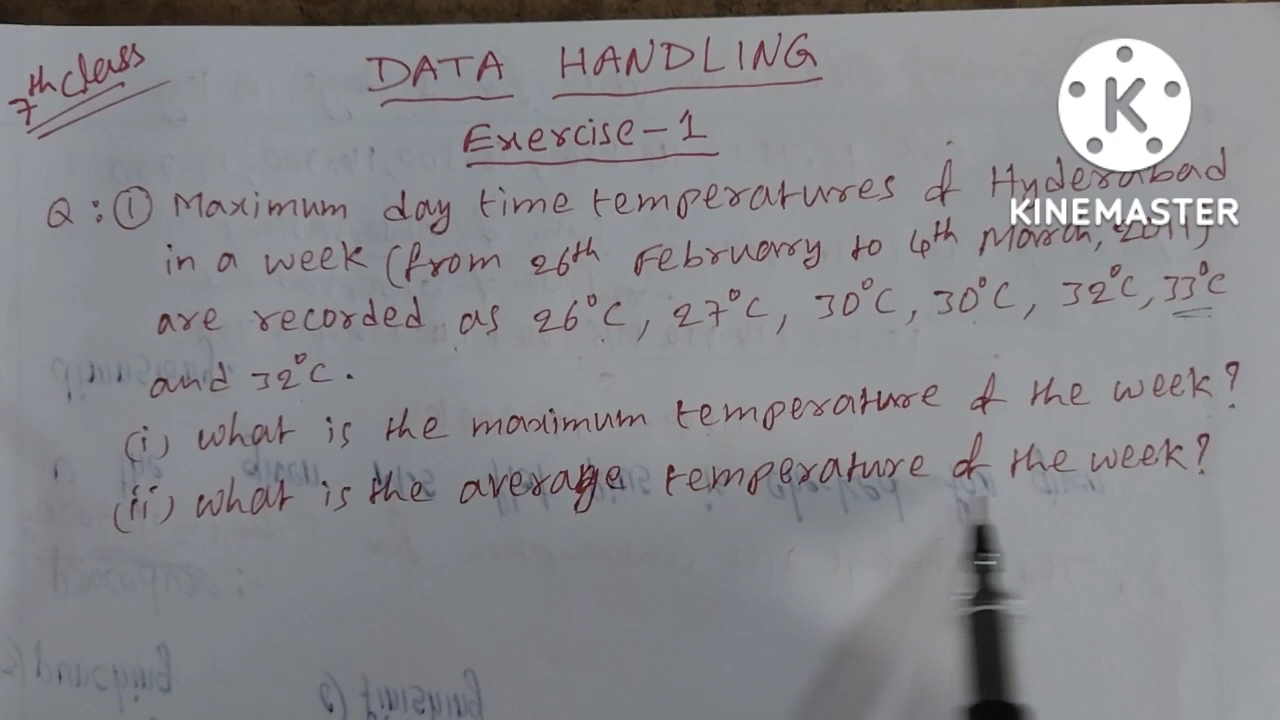 7th class
DATA HANDLING
Exercise-1
Q: ① Maximum day time temperatures of Hyderabad
in a week (from 26th February to 4th March, 2011)
are recorded as 26°C, 27°C, 30°C, 30°C, 32°C, 33°C
and 32°C.
(i) what is the maximum temperature of the week?
(ii) what is the average temperature of the week?
K
KINEMASTER